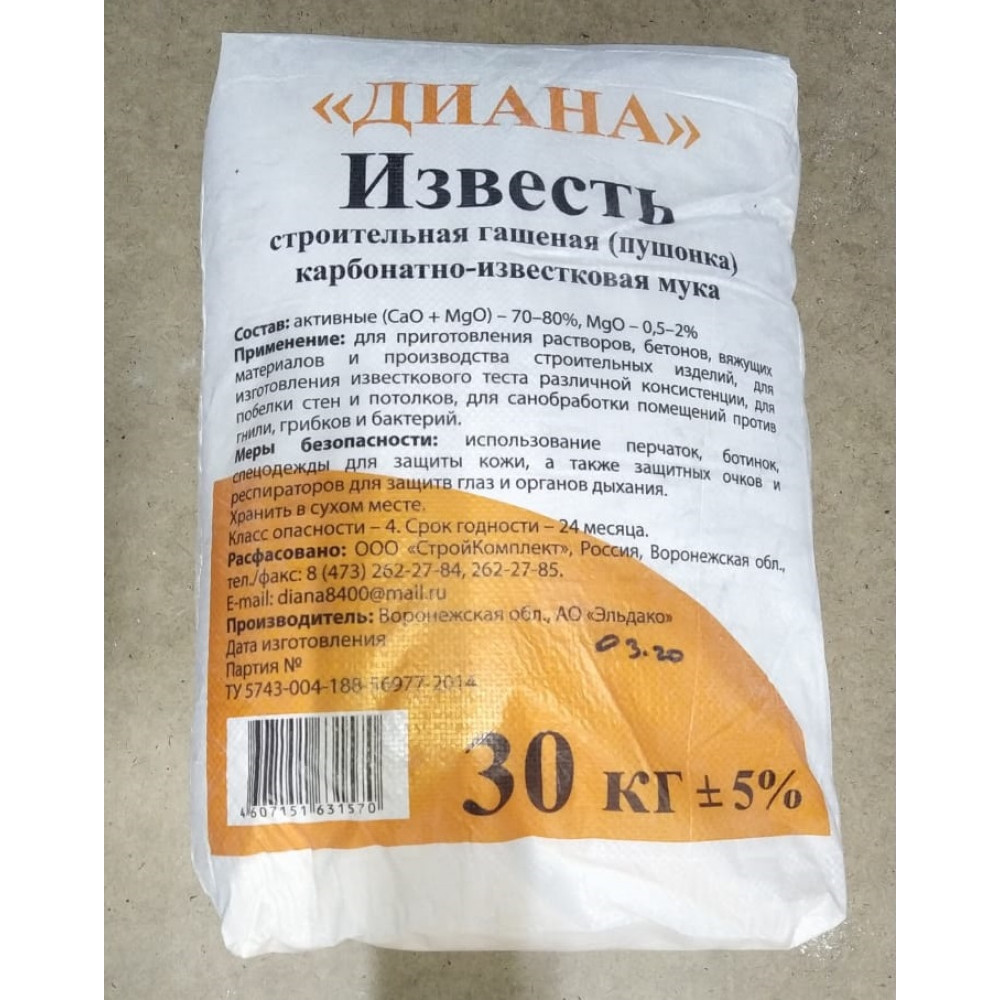 «ДИАНА»
Известь
строительная гашеная (пушонка)
карбонатно-известковая мука
Состав: активные (CaO + MgO) – 70–80%, MgO – 0,5–2%
Применение: для приготовления растворов, бетонов, вяжущих
материалов и производства строительных изделий, для
изготовления известкового теста различной консистенции, для
побелки стен и потолков, для санобработки помещений против
гнили, грибков и бактерий.
Меры безопасности: использование перчаток, ботинок,
спецодежды для защиты кожи, а также защитных очков и
респираторов для защитв глаз и органов дыхания.
Хранить в сухом месте.
Класс опасности – 4. Срок годности – 24 месяца.
Расфасовано: ООО «СтройКомплект», Россия, Воронежская обл.,
тел./факс: 8 (473) 262-27-84, 262-27-85.
E-mail: diana8400@mail.ru
Производитель: Воронежская обл., АО «Эльдако»
Дата изготовления 03.20
Партия №
ТУ 5743-004-188-56977-2014
4607151631570
30 кг ± 5%